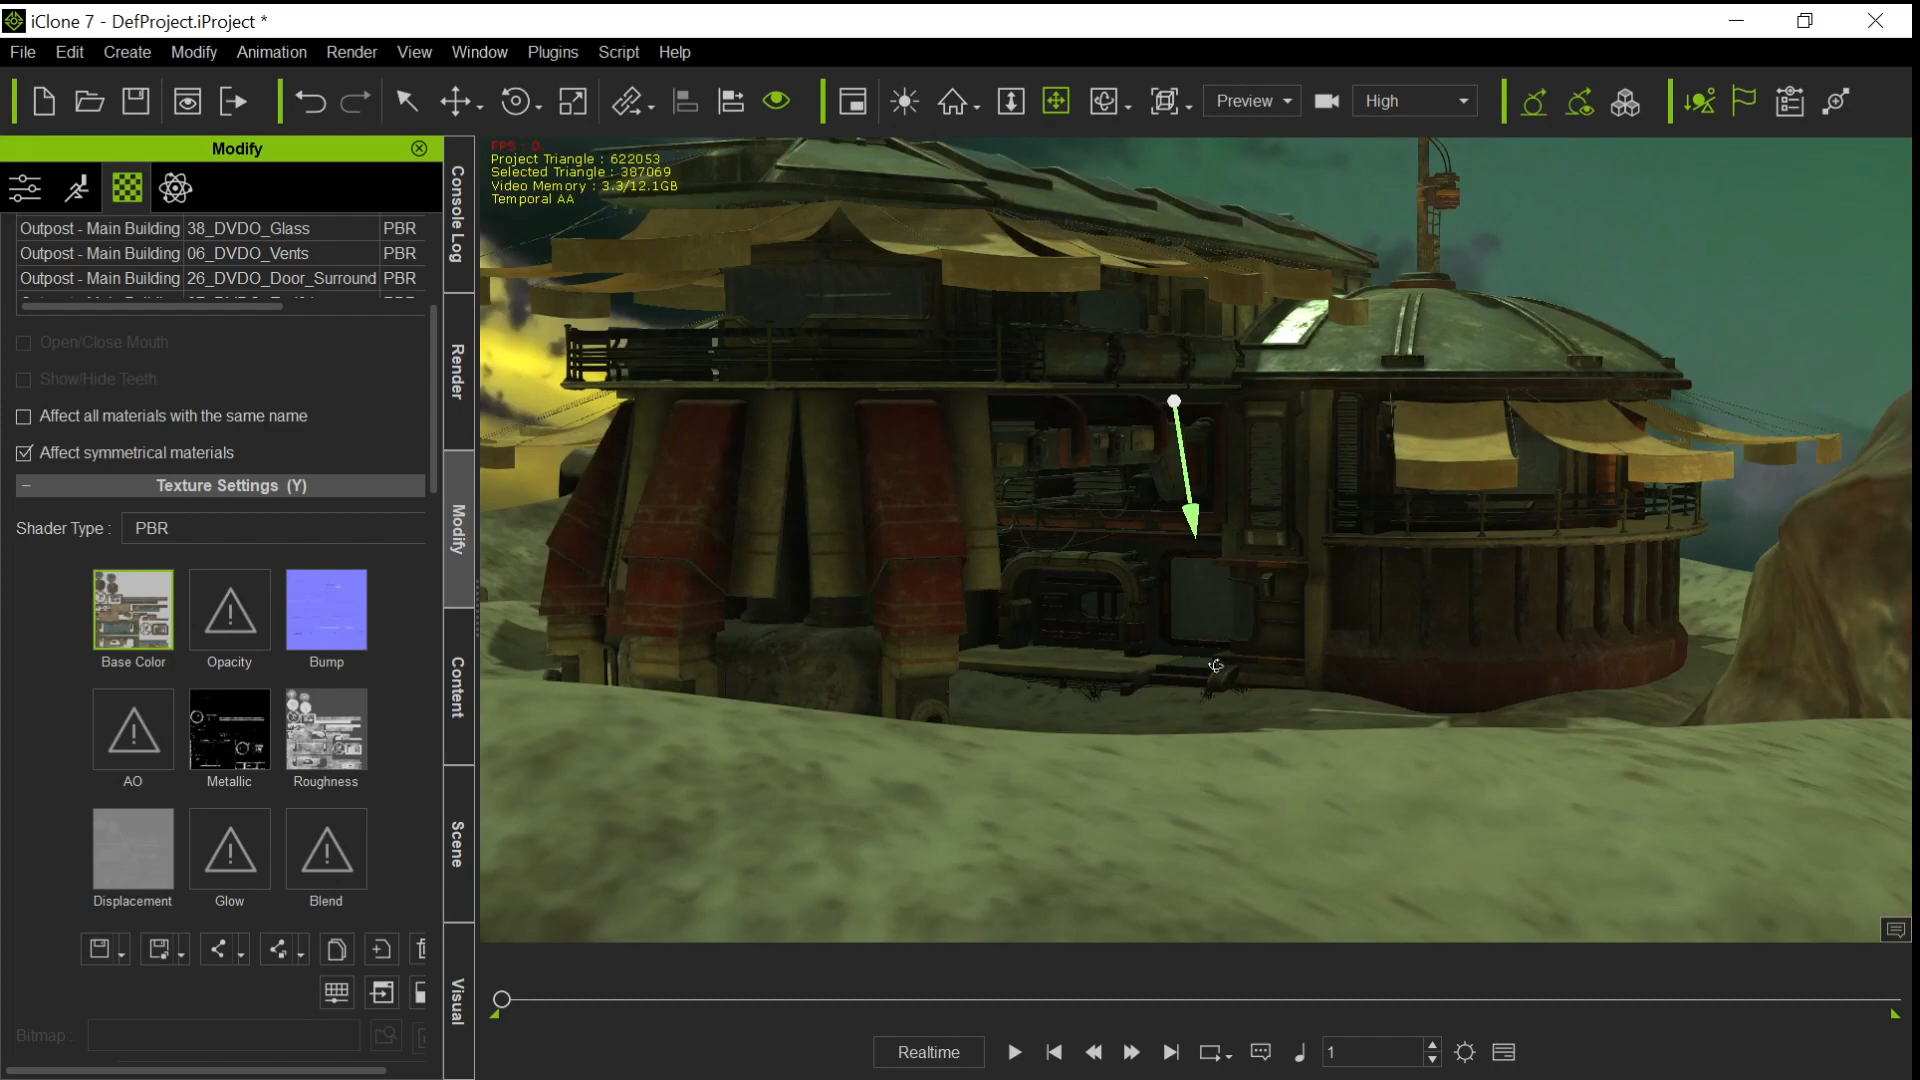 iClone 7 - DefProject.iProject *
File Edit Create Modify Animation Render View Window Plugins Script Help
Preview High
Modify
FPS : 0
Project Triangle : 622053
Selected Triangle : 387069
Video Memory : 3.3/12.1GB
Temporal AA
Outpost - Main Building 38_DVDO_Glass PBR
Outpost - Main Building 06_DVDO_Vents PBR
Outpost - Main Building 26_DVDO_Door_Surround PBR
Open/Close Mouth
Show/Hide Teeth
Affect all materials with the same name
Affect symmetrical materials
Texture Settings (Y)
Shader Type : PBR
Base Color Opacity Bump
AO Metallic Roughness
Displacement Glow Blend
Bitmap :
Console Log
Render
Modify
Content
Scene
Visual
Realtime 1